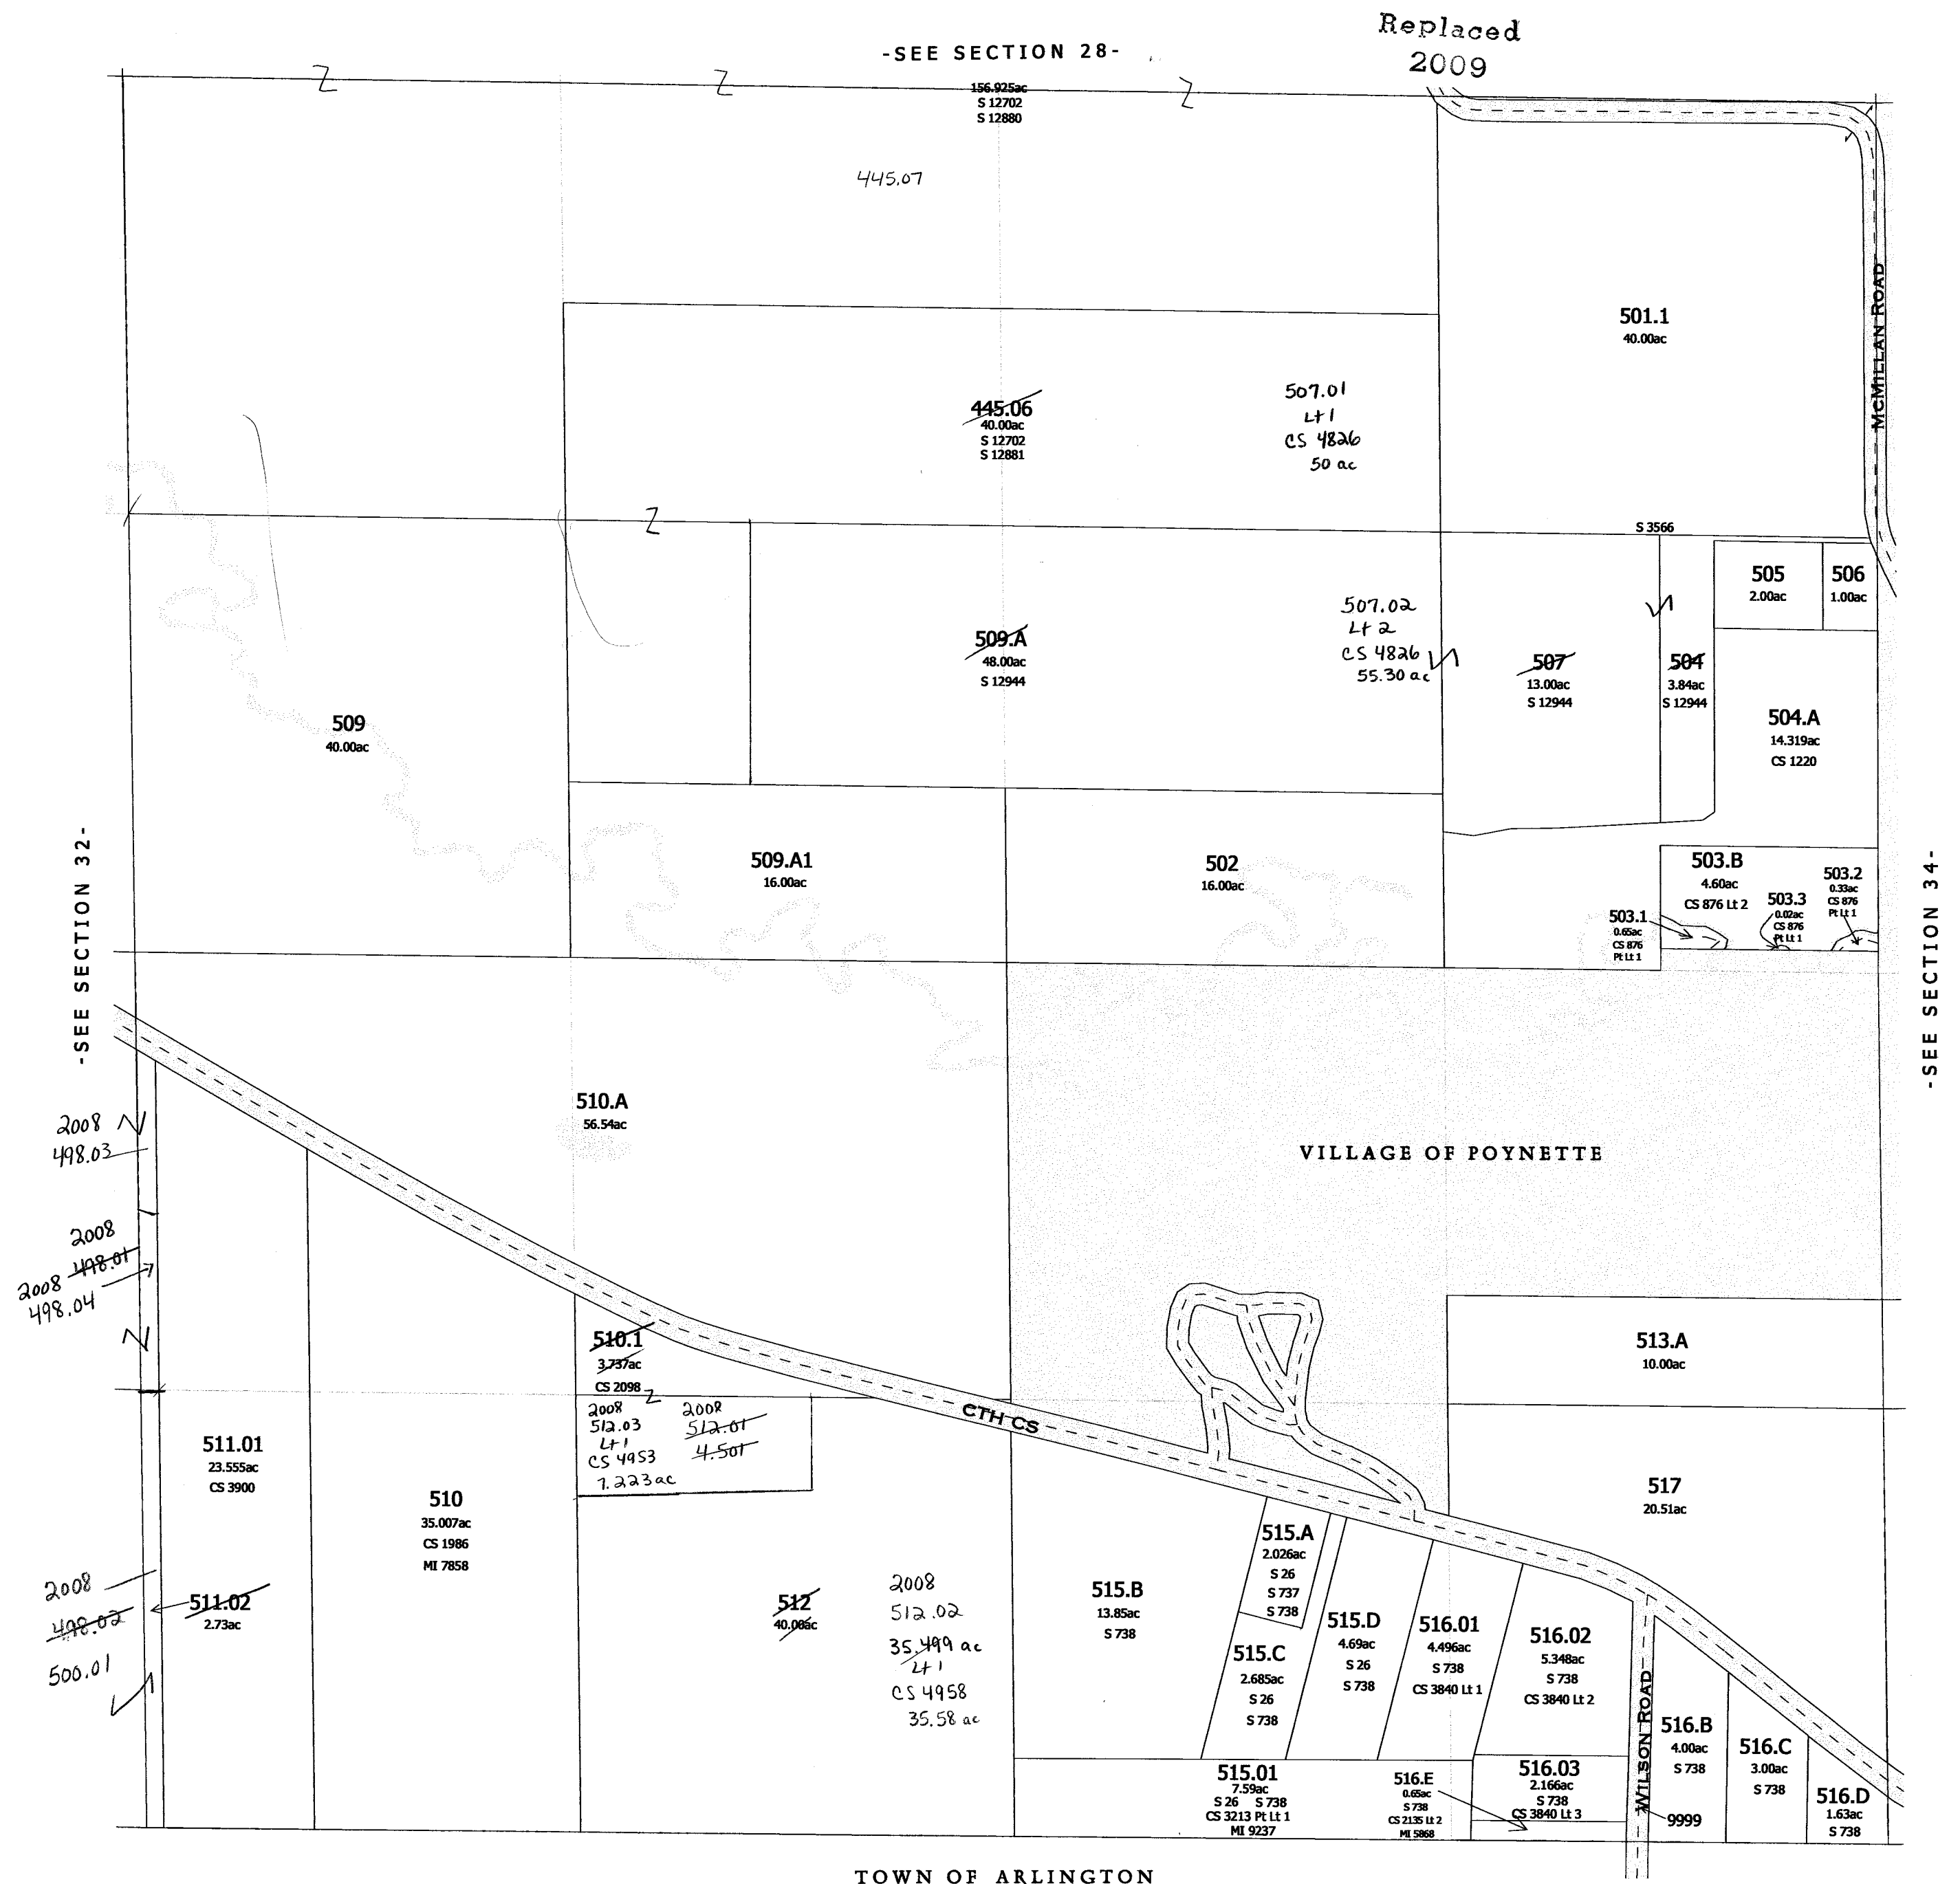 Replaced
2009
-SEE SECTION 28-
156.925ac
S 12702
S 12880
445.07
McMILLAN ROAD
501.1
40.00ac
445.06
40.00ac
S 12702
S 12881
507.01
Lt 1
CS 4826
50 ac
S 3566
505
2.00ac
506
1.00ac
509.A
48.00ac
S 12944
507.02
Lt 2
CS 4826
55.30 ac
507
13.00ac
S 12944
504
3.84ac
S 12944
504.A
14.319ac
CS 1220
509
40.00ac
509.A1
16.00ac
502
16.00ac
503.B
4.60ac
CS 876 Lt 2
503.1
0.65ac
CS 876
Pt Lt 1
503.3
0.02ac
CS 876
Pt Lt 1
503.2
0.33ac
CS 876
Pt Lt 1
-SEE SECTION 32-
-SEE SECTION 34-
510.A
56.54ac
VILLAGE OF POYNETTE
2008
498.03
2008
498.01
2008
498.04
510.1
3.737ac
CS 2098
2008
512.03
Lt 1
CS 4953
7.223 ac
2008
512.01
4.501
CTH CS
513.A
10.00ac
511.01
23.555ac
CS 3900
510
35.007ac
CS 1986
MI 7858
517
20.51ac
2008
498.02
500.01
511.02
2.73ac
512
40.00ac
2008
512.02
35.499 ac
Lt 1
CS 4958
35.58 ac
515.B
13.85ac
S 738
515.A
2.026ac
S 26
S 737
S 738
515.C
2.685ac
S 26
S 738
515.D
4.69ac
S 26
S 738
516.01
4.496ac
S 738
CS 3840 Lt 1
516.02
5.348ac
S 738
CS 3840 Lt 2
WILSON ROAD
516.B
4.00ac
S 738
516.C
3.00ac
S 738
516.D
1.63ac
S 738
515.01
7.59ac
S 26 S 738
CS 3213 Pt Lt 1
MI 9237
516.E
0.65ac
S 738
CS 2135 Lt 2
MI 5868
516.03
2.166ac
S 738
CS 3840 Lt 3
9999
TOWN OF ARLINGTON